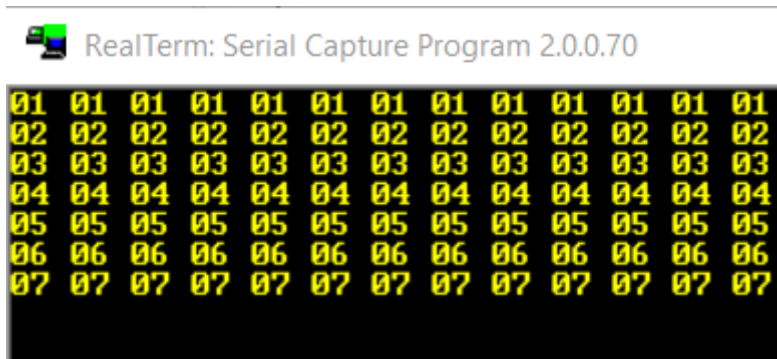 RealTerm: Serial Capture Program 2.0.0.70
01 01 01 01 01 01 01 01 01 01 01 01 01
02 02 02 02 02 02 02 02 02 02 02 02 02
03 03 03 03 03 03 03 03 03 03 03 03 03
04 04 04 04 04 04 04 04 04 04 04 04 04
05 05 05 05 05 05 05 05 05 05 05 05 05
06 06 06 06 06 06 06 06 06 06 06 06 06
07 07 07 07 07 07 07 07 07 07 07 07 07